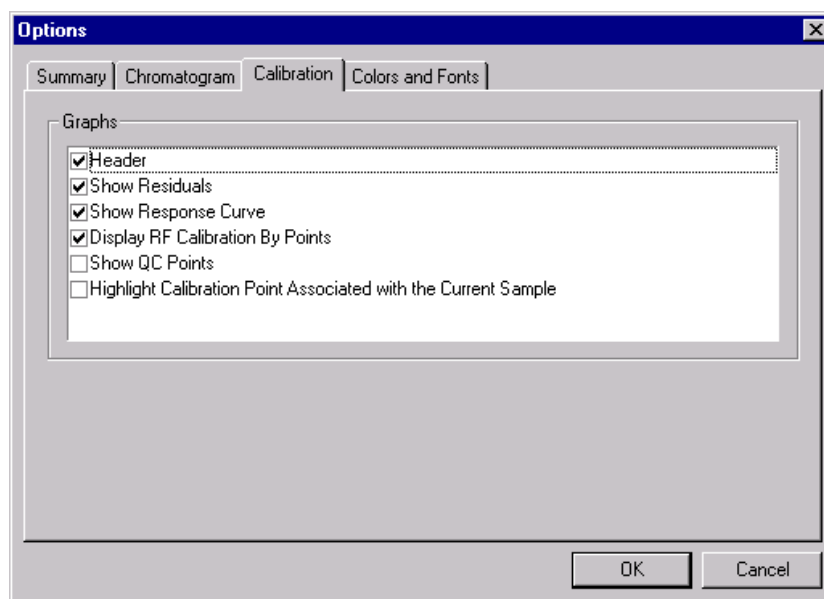 Options
Summary Chromatogram Calibration Colors and Fonts
Graphs
Header
Show Residuals
Show Response Curve
Display RF Calibration By Points
Show QC Points
Highlight Calibration Point Associated with the Current Sample
OK Cancel